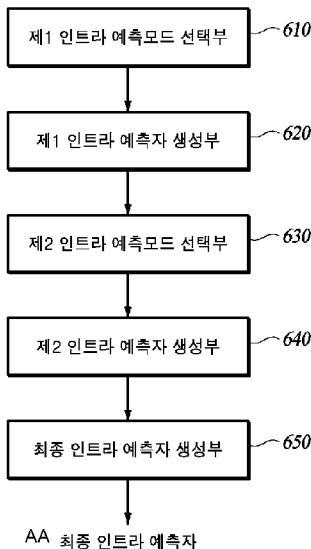 제1 인트라 예측모드 선택부 610
제1 인트라 예측자 생성부 620
제2 인트라 예측모드 선택부 630
제2 인트라 예측자 생성부 640
최종 인트라 예측자 생성부 650
AA 최종 인트라 예측자